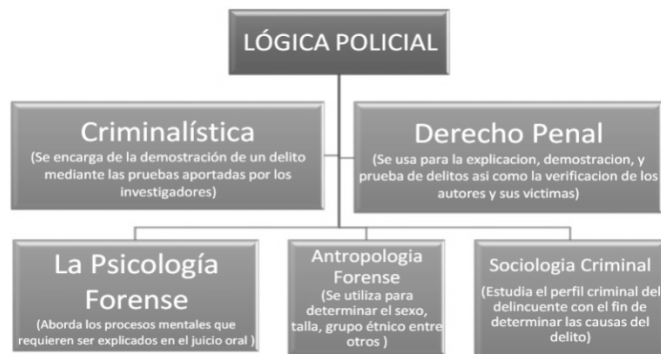 LÓGICA POLICIAL
Criminalística
(Se encarga de la demostración de un delito
mediante las pruebas aportadas por los
investigadores)
Derecho Penal
(Se usa para la explicacion, demostracion, y
prueba de delitos asi como la verificacion de los
autores y sus victimas)
La Psicología
Forense
(Aborda los procesos mentales que
requieren ser explicados en el juicio oral )
Antropologia
Forense
(Se utiliza para
determinar el sexo,
talla, grupo étnico entre
otros )
Sociologia Criminal
(Estudia el perfil criminal del
delincuente con el fin de
determinar las causas del
delito)